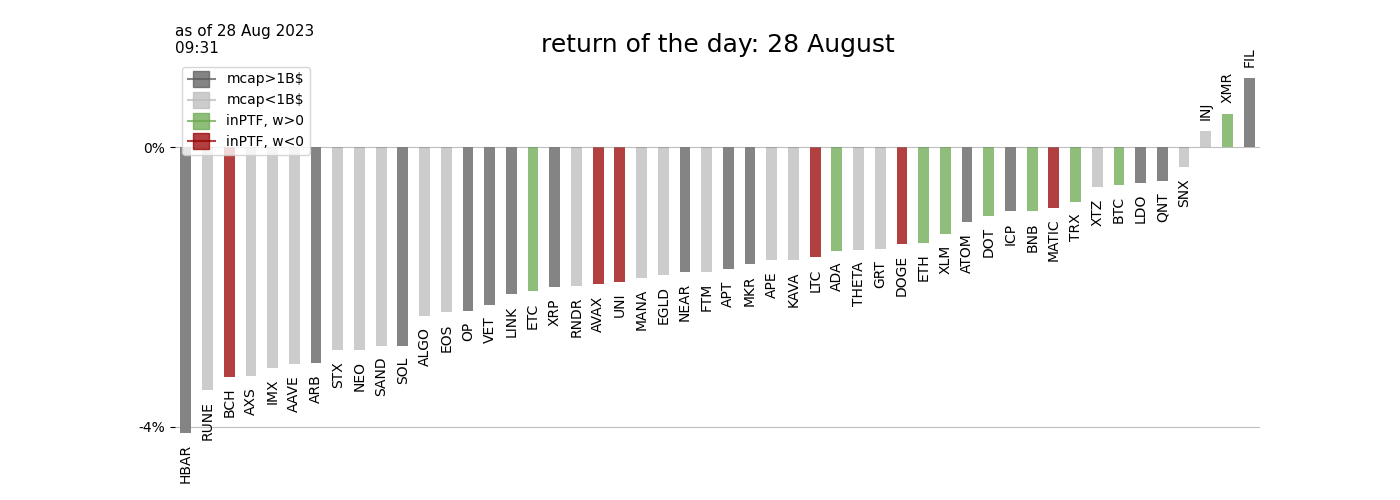 as of 28 Aug 2023
09:31
return of the day: 28 August
mcap>1B$
mcap<1B$
inPTF, w>0
inPTF, w<0
0%
-4%
HBAR
RUNE
BCH
AXS
IMX
AAVE
ARB
STX
NEO
SAND
SOL
ALGO
EOS
OP
VET
LINK
ETC
XRP
RNDR
AVAX
UNI
MANA
EGLD
NEAR
FTM
APT
MKR
APE
KAVA
LTC
ADA
THETA
GRT
DOGE
ETH
XLM
ATOM
DOT
ICP
BNB
MATIC
TRX
XTZ
BTC
LDO
QNT
SNX
INJ
XMR
FIL